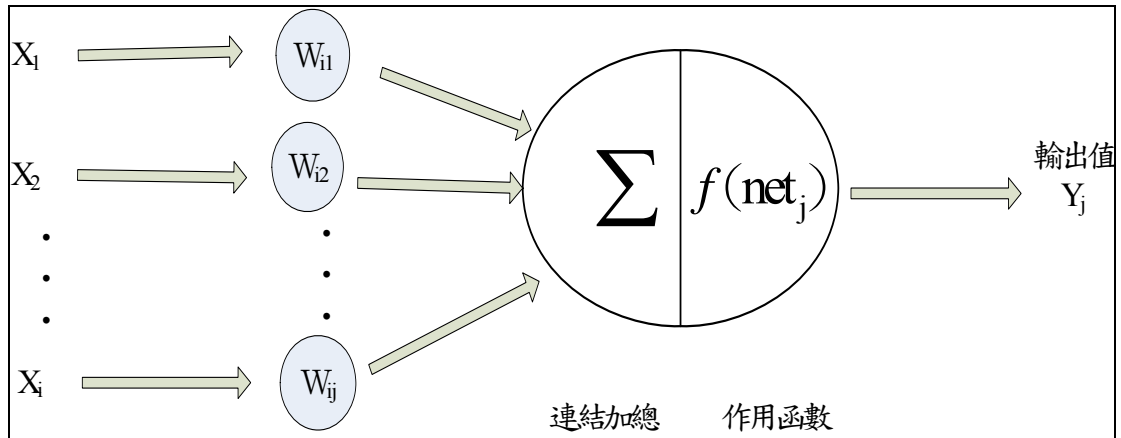 X₁ Wᵢ₁
X₂ Wᵢ₂
Xᵢ Wᵢⱼ
∑ f(netⱼ)
輸出值
Yⱼ
連結加總 作用函數